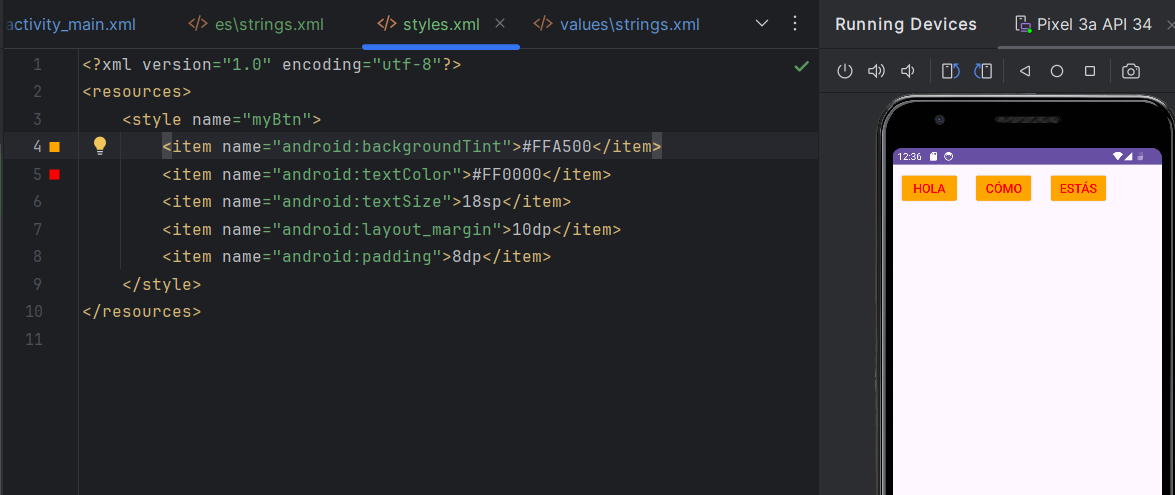 activity_main.xml </> es\strings.xml </> styles.xml </> values\strings.xml
Running Devices Pixel 3a API 34
1 <?xml version="1.0" encoding="utf-8"?>
2 <resources>
3 <style name="myBtn">
4 <item name="android:backgroundTint">#FFA500</item>
5 <item name="android:textColor">#FF0000</item>
6 <item name="android:textSize">18sp</item>
7 <item name="android:layout_margin">10dp</item>
8 <item name="android:padding">8dp</item>
9 </style>
10 </resources>
11
12:36
HOLA CÓMO ESTÁS